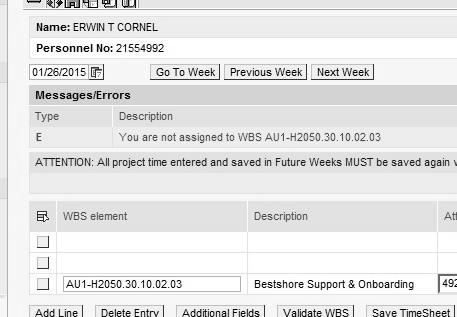 Name: ERWIN T CORNEL
Personnel No: 21554992
01/26/2015 Go To Week Previous Week Next Week
Messages/Errors
Type Description
E You are not assigned to WBS AU1-H2050.30.10.02.03
ATTENTION: All project time entered and saved in Future Weeks MUST be saved again
WBS element Description
AU1-H2050.30.10.02.03 Bestshore Support & Onboarding 492
Add Line Delete Entry Additional Fields Validate WBS Save TimeSheet